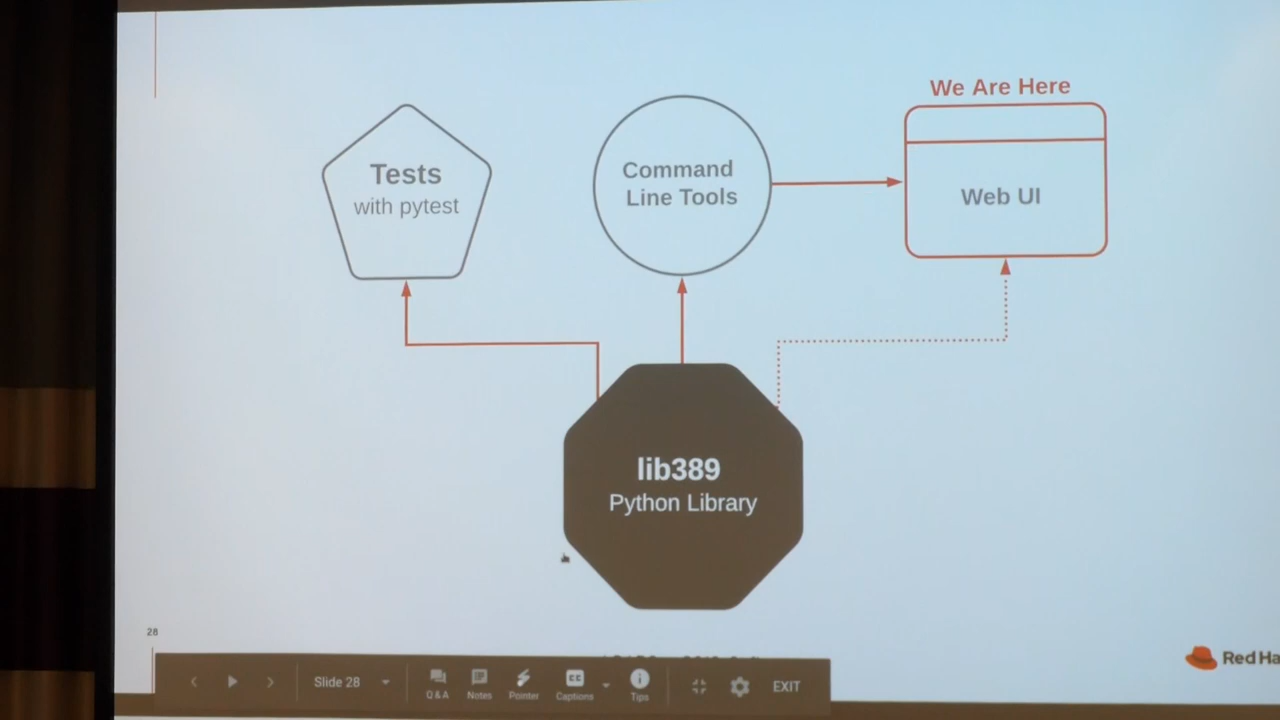 We Are Here
Tests
with pytest
Command
Line Tools
Web UI
lib389
Python Library
28
Red Ha
Slide 28
Q & A
Notes
Pointer
CC
Captions
Tips
EXIT